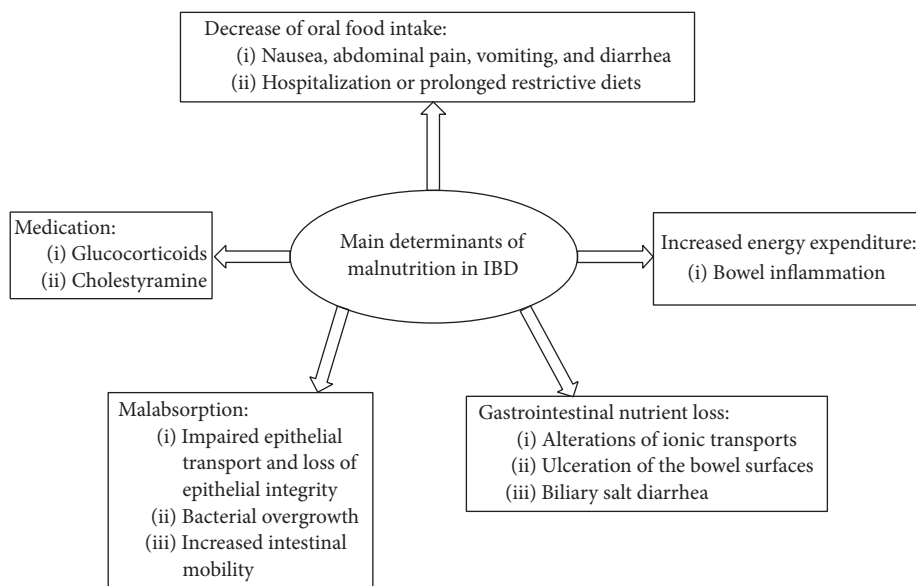 Decrease of oral food intake:
(i) Nausea, abdominal pain, vomiting, and diarrhea
(ii) Hospitalization or prolonged restrictive diets
Medication:
(i) Glucocorticoids
(ii) Cholestyramine
Main determinants of
malnutrition in IBD
Increased energy expenditure:
(i) Bowel inflammation
Malabsorption:
(i) Impaired epithelial
transport and loss of
epithelial integrity
(ii) Bacterial overgrowth
(iii) Increased intestinal
mobility
Gastrointestinal nutrient loss:
(i) Alterations of ionic transports
(ii) Ulceration of the bowel surfaces
(iii) Biliary salt diarrhea